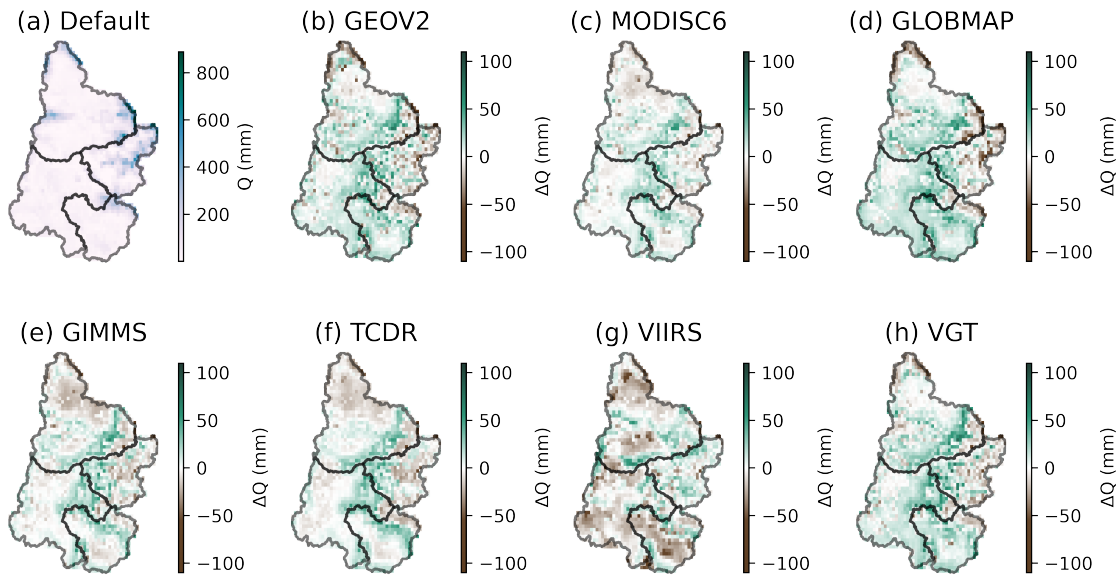 (a) Default
(b) GEOV2
(c) MODISC6
(d) GLOBMAP
800
600
400
200
Q (mm)
100
50
0
−50
−100
ΔQ (mm)
100
50
0
−50
−100
ΔQ (mm)
100
50
0
−50
−100
ΔQ (mm)
(e) GIMMS
(f) TCDR
(g) VIIRS
(h) VGT
100
50
0
−50
−100
ΔQ (mm)
100
50
0
−50
−100
ΔQ (mm)
100
50
0
−50
−100
ΔQ (mm)
100
50
0
−50
−100
ΔQ (mm)